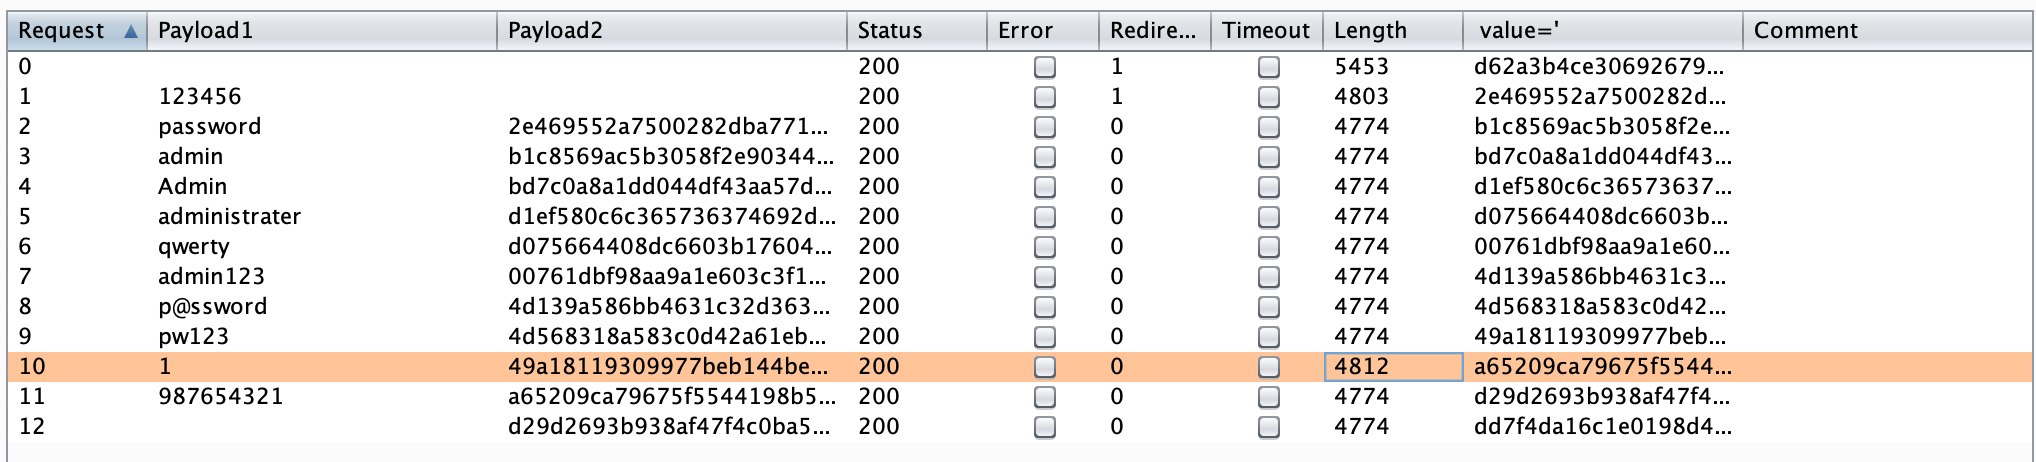 Request Payload1 Payload2 Status Error Redire... Timeout Length value=' Comment
0 200 1 5453 d62a3b4ce30692679...
1 123456 200 1 4803 2e469552a7500282d...
2 password 2e469552a7500282dba771... 200 0 4774 b1c8569ac5b3058f2e...
3 admin b1c8569ac5b3058f2e90344... 200 0 4774 bd7c0a8a1dd044df43...
4 Admin bd7c0a8a1dd044df43aa57d... 200 0 4774 d1ef580c6c36573637...
5 administrater d1ef580c6c365736374692d... 200 0 4774 d075664408dc6603b...
6 qwerty d075664408dc6603b17604... 200 0 4774 00761dbf98aa9a1e60...
7 admin123 00761dbf98aa9a1e603c3f1... 200 0 4774 4d139a586bb4631c3...
8 p@ssword 4d139a586bb4631c32d363... 200 0 4774 4d568318a583c0d42...
9 pw123 4d568318a583c0d42a61eb... 200 0 4774 49a18119309977beb...
10 1 49a18119309977beb144be... 200 0 4812 a65209ca79675f5544...
11 987654321 a65209ca79675f5544198b5... 200 0 4774 d29d2693b938af47f4...
12 d29d2693b938af47f4c0ba5... 200 0 4774 dd7f4da16c1e0198d4...